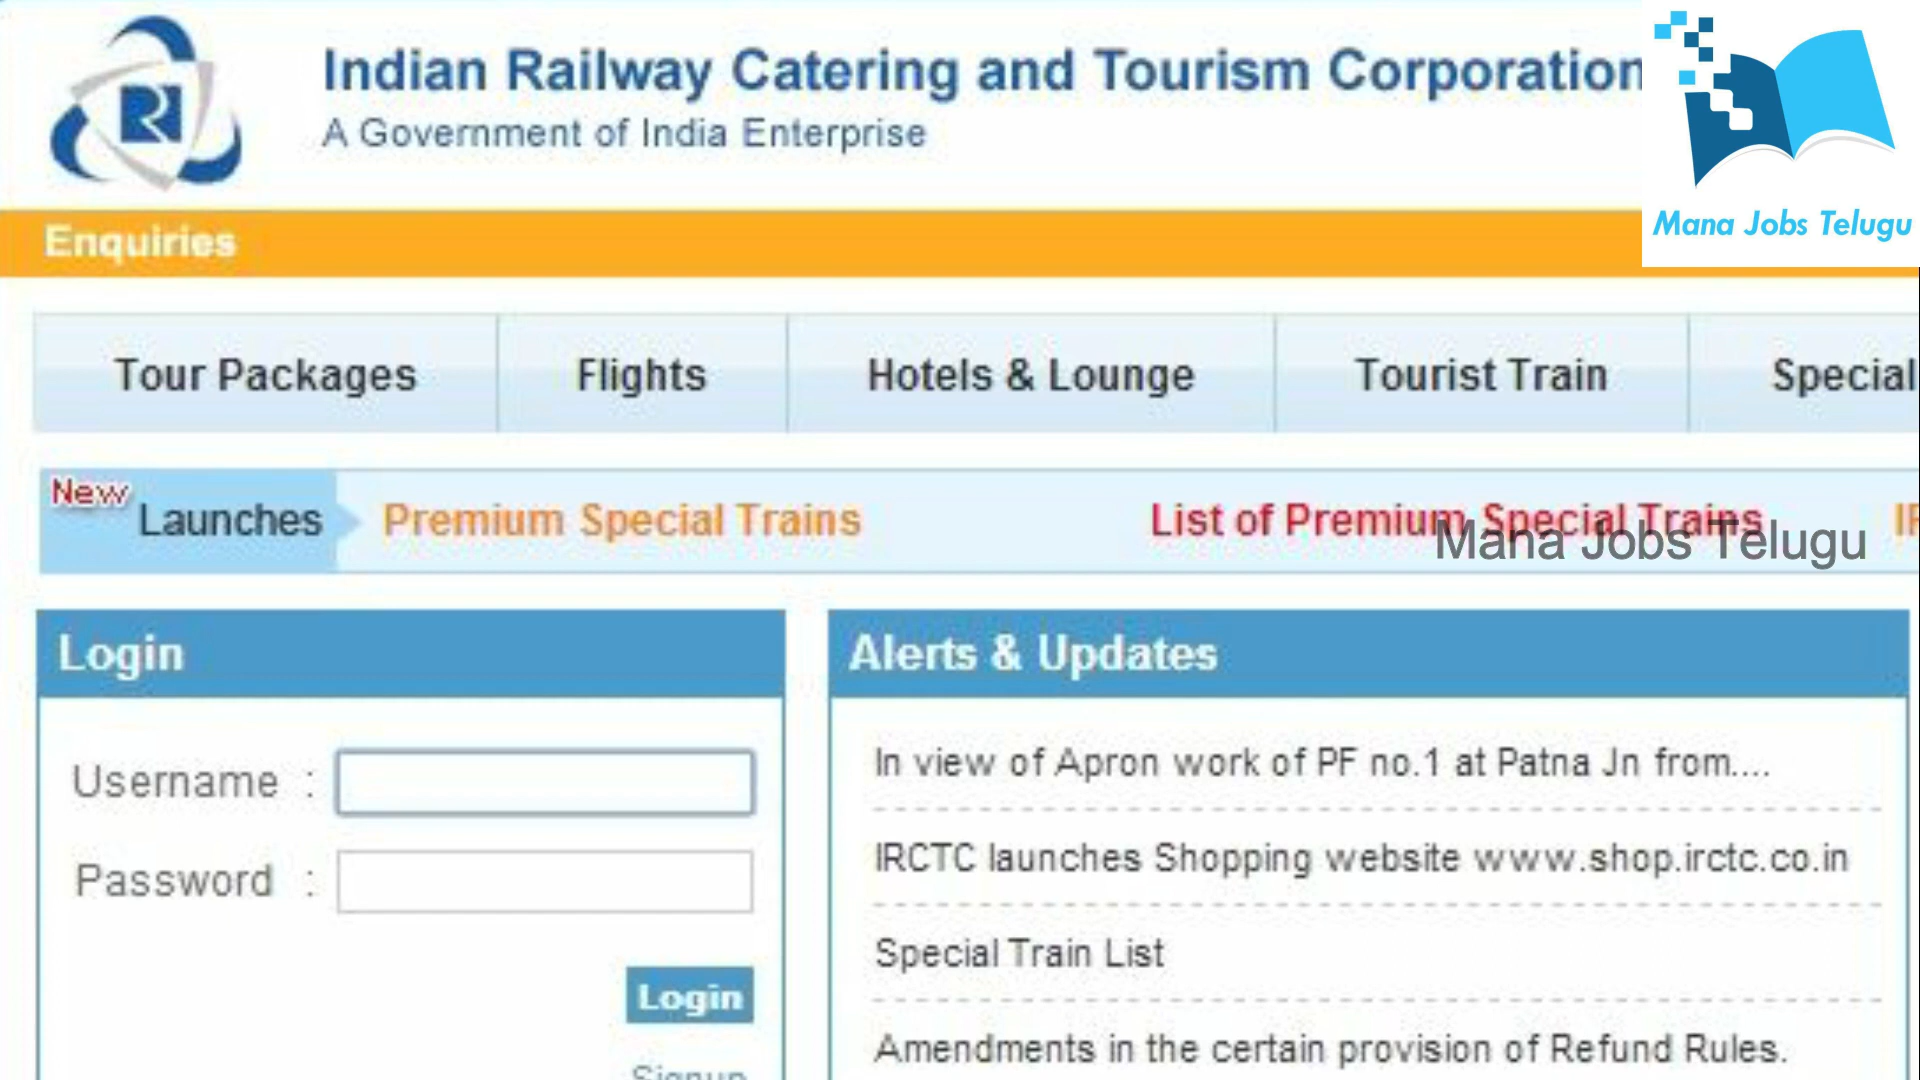 Indian Railway Catering and Tourism Corporation
A Government of India Enterprise
Mana Jobs Telugu
Enquiries
Tour Packages
Flights
Hotels & Lounge
Tourist Train
Special
New
Launches
Premium Special Trains
List of Premium Special Trains
Mana Jobs Telugu
Login
Username :
Password :
Login
Signup
Alerts & Updates
In view of Apron work of PF no.1 at Patna Jn from....
IRCTC launches Shopping website www.shop.irctc.co.in
Special Train List
Amendments in the certain provision of Refund Rules.